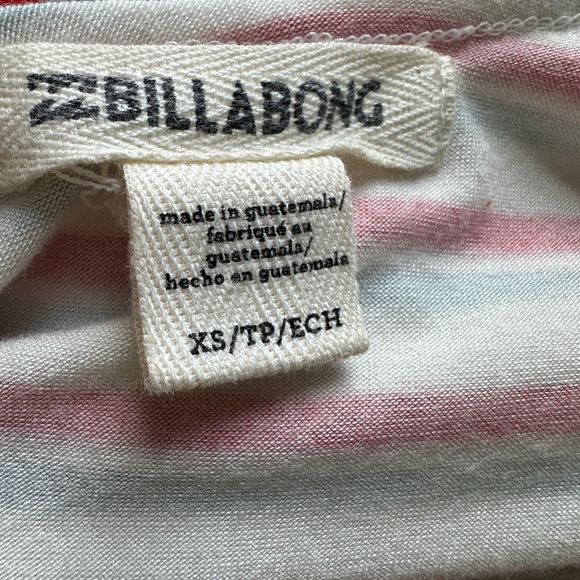 BILLABONG
made in guatemala/
fabriqué au
guatemala/
hecho en guatemala
XS/TP/ECH